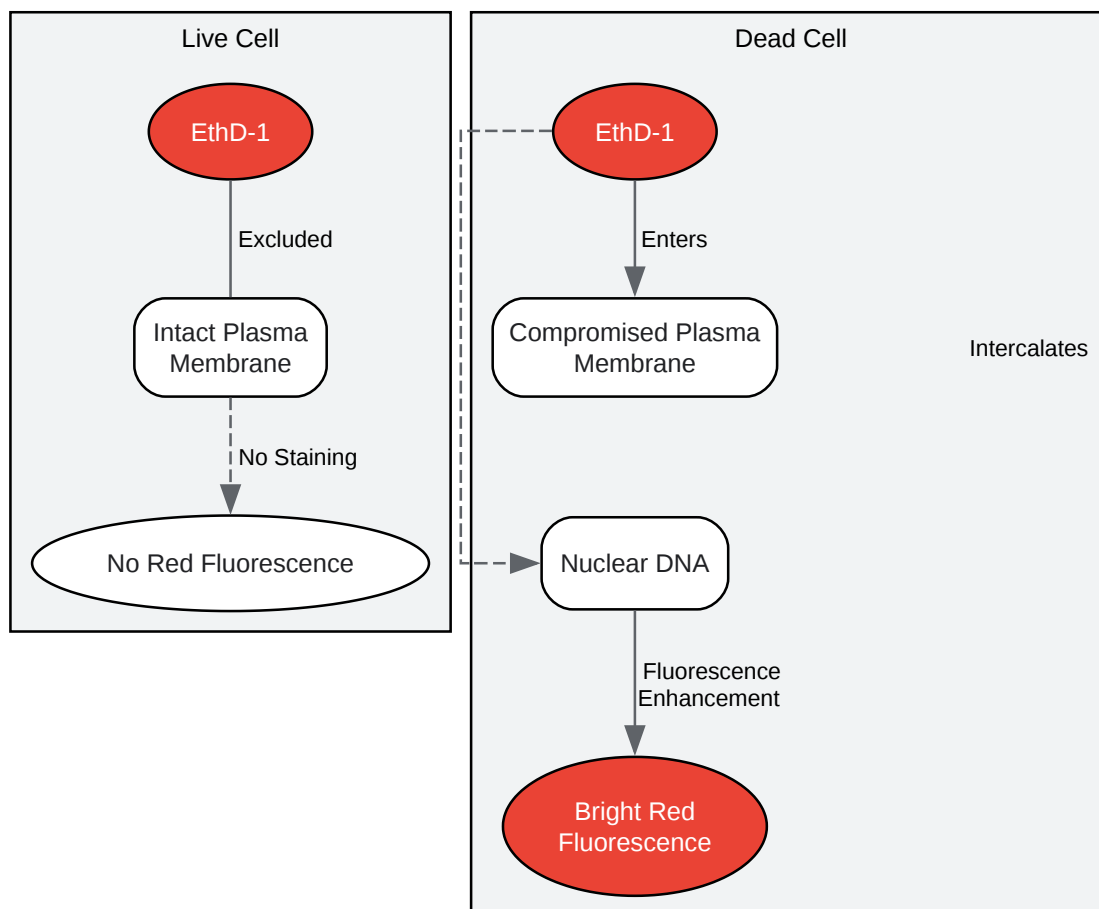 Live Cell
EthD-1
Excluded
Intact Plasma
Membrane
No Staining
No Red Fluorescence
Dead Cell
EthD-1
Enters
Compromised Plasma
Membrane
Intercalates
Nuclear DNA
Fluorescence
Enhancement
Bright Red
Fluorescence